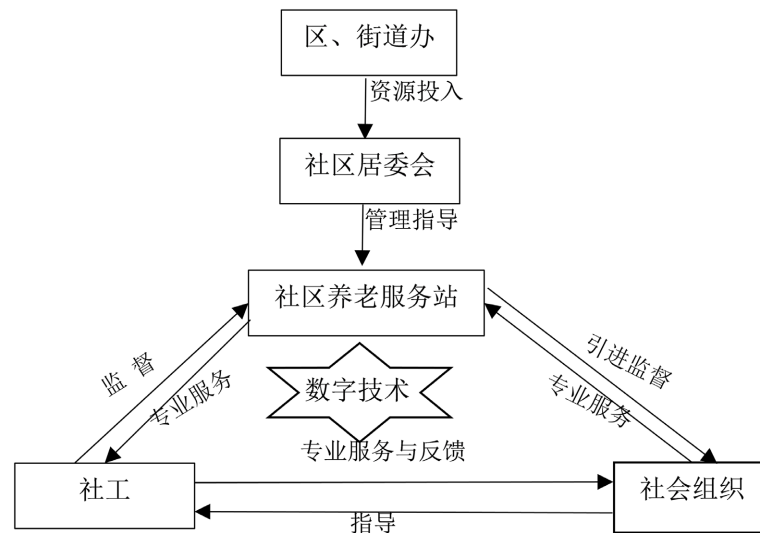 区、街道办
资源投入
社区居委会
管理指导
社区养老服务站
监 督
专业服务
数字技术
引进监督
专业服务
专业服务与反馈
社工
社会组织
指导